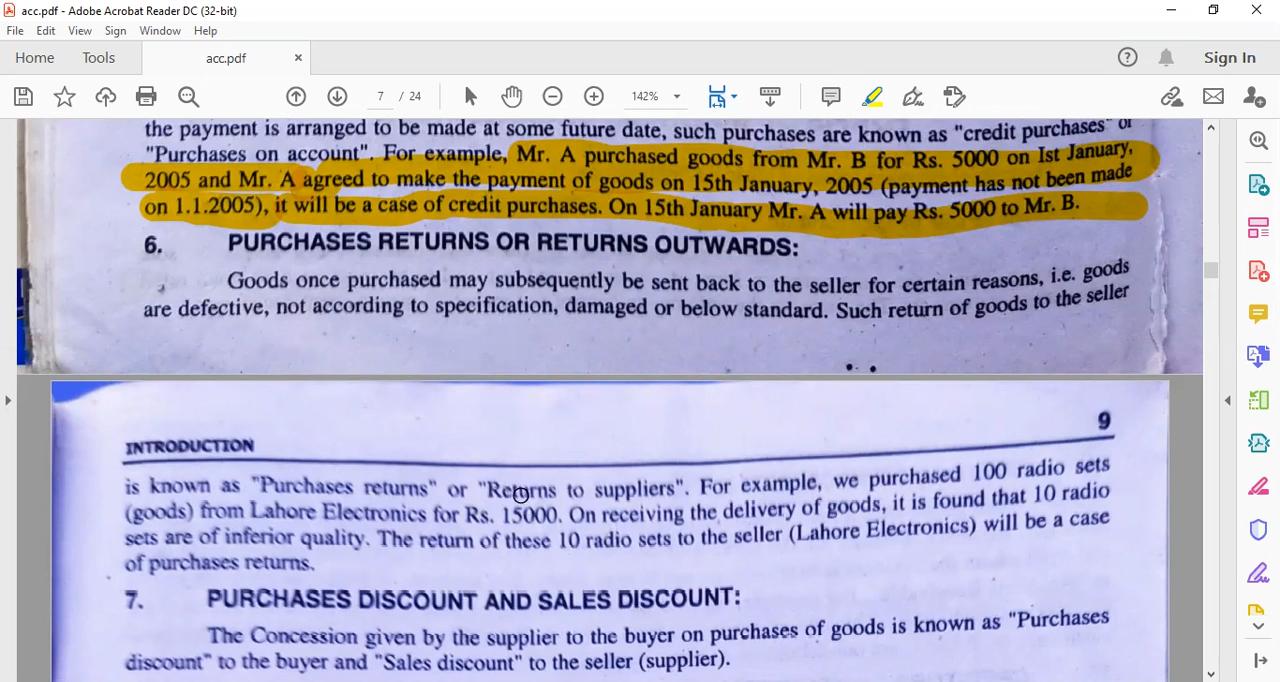 acc.pdf - Adobe Acrobat Reader DC (32-bit)
File Edit View Sign Window Help
Home Tools acc.pdf × Sign In
7 / 24 142%
the payment is arranged to be made at some future date, such purchases are known as "credit purchases" or
"Purchases on account". For example, Mr. A purchased goods from Mr. B for Rs. 5000 on Ist January,
2005 and Mr. A agreed to make the payment of goods on 15th January, 2005 (payment has not been made
on 1.1.2005), it will be a case of credit purchases. On 15th January Mr. A will pay Rs. 5000 to Mr. B.
6. PURCHASES RETURNS OR RETURNS OUTWARDS:
Goods once purchased may subsequently be sent back to the seller for certain reasons, i.e. goods
are defective, not according to specification, damaged or below standard. Such return of goods to the seller
9
INTRODUCTION
is known as "Purchases returns" or "Returns to suppliers". For example, we purchased 100 radio sets
(goods) from Lahore Electronics for Rs. 15000. On receiving the delivery of goods, it is found that 10 radio
sets are of inferior quality. The return of these 10 radio sets to the seller (Lahore Electronics) will be a case
of purchases returns.
7. PURCHASES DISCOUNT AND SALES DISCOUNT:
The Concession given by the supplier to the buyer on purchases of goods is known as "Purchases
discount" to the buyer and "Sales discount" to the seller (supplier).